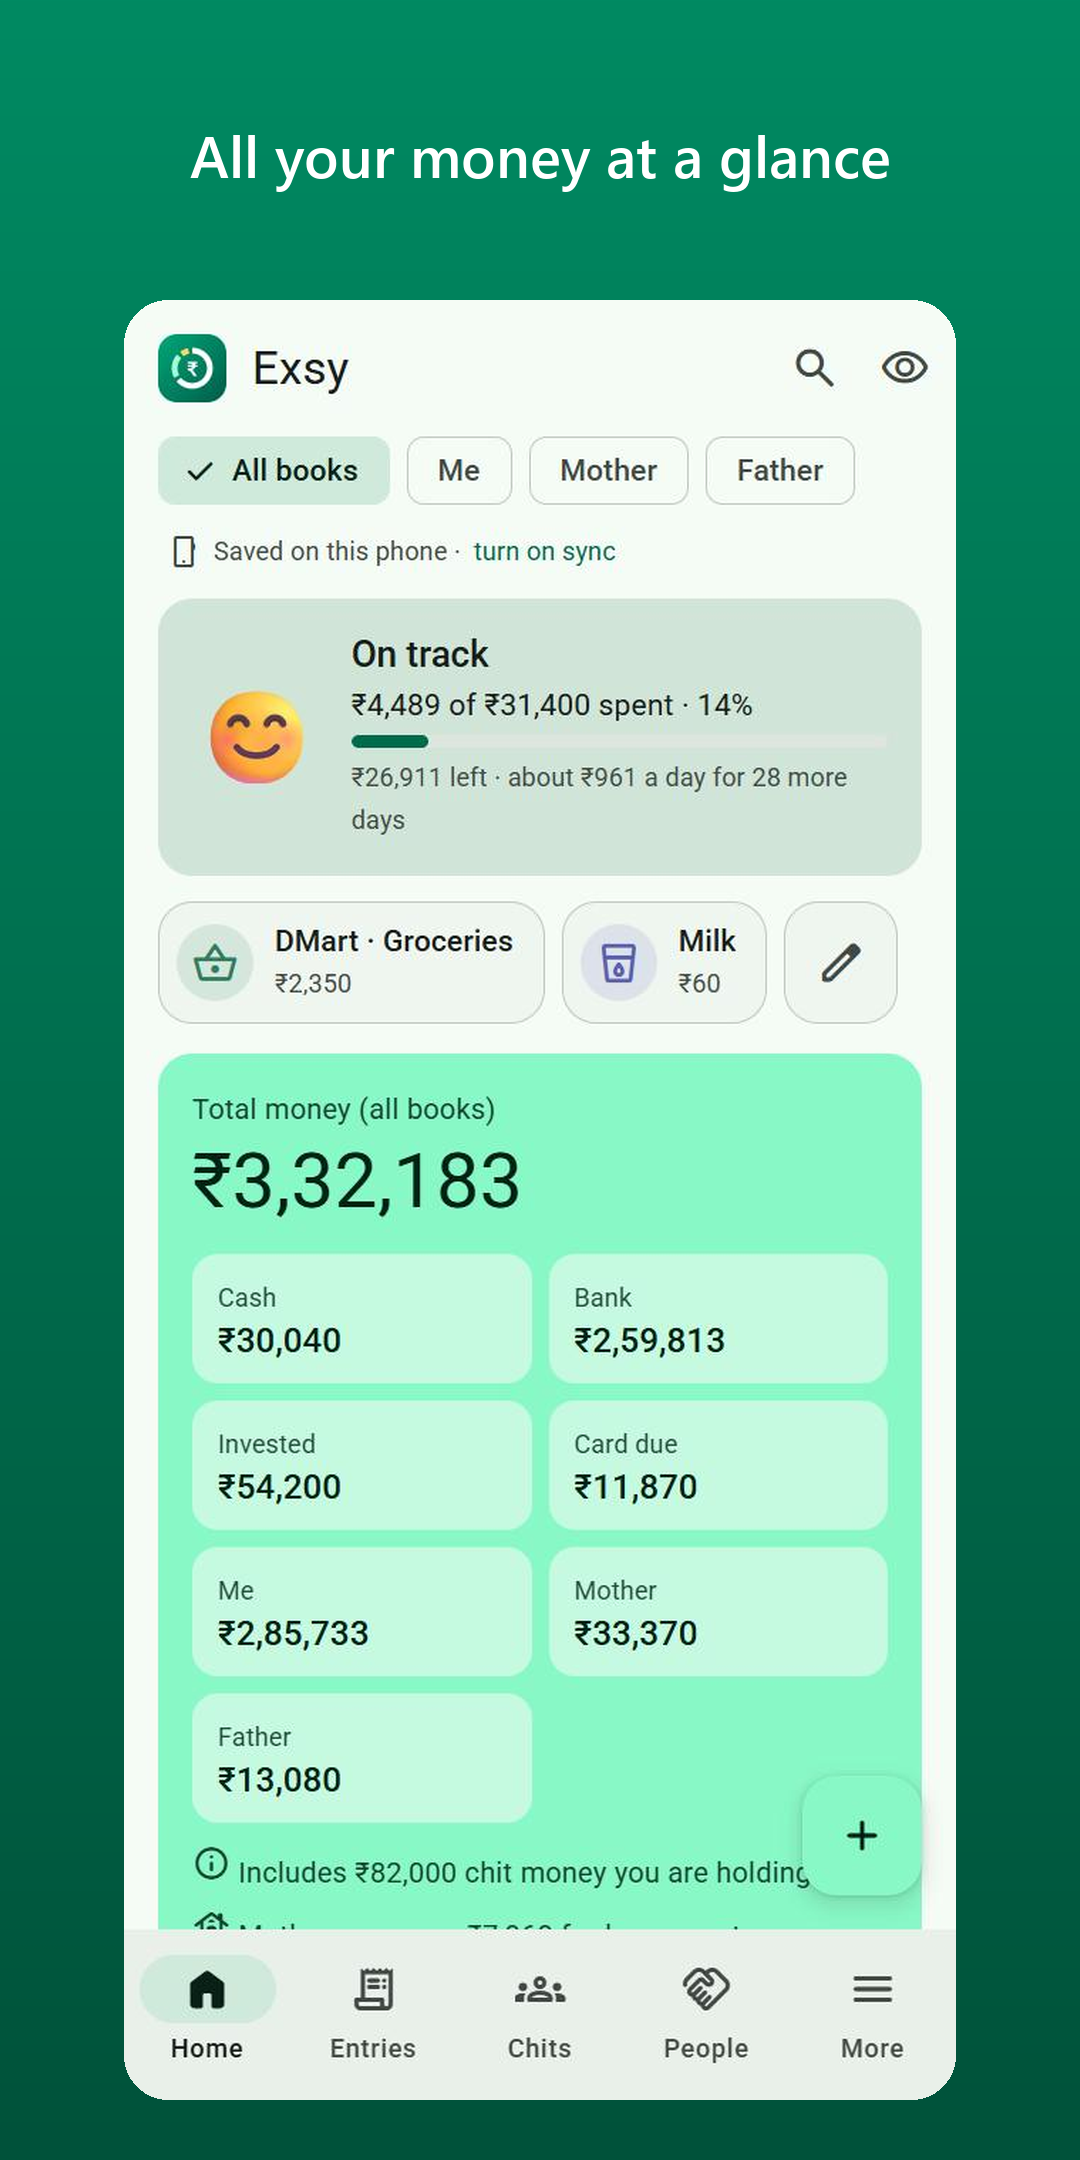 All your money at a glance
Exsy
All books
Me
Mother
Father
Saved on this phone · turn on sync
On track
₹4,489 of ₹31,400 spent · 14%
₹26,911 left · about ₹961 a day for 28 more
days
DMart · Groceries
₹2,350
Milk
₹60
Total money (all books)
₹3,32,183
Cash
₹30,040
Bank
₹2,59,813
Invested
₹54,200
Card due
₹11,870
Me
₹2,85,733
Mother
₹33,370
Father
₹13,080
Includes ₹82,000 chit money you are holding
Home
Entries
Chits
People
More